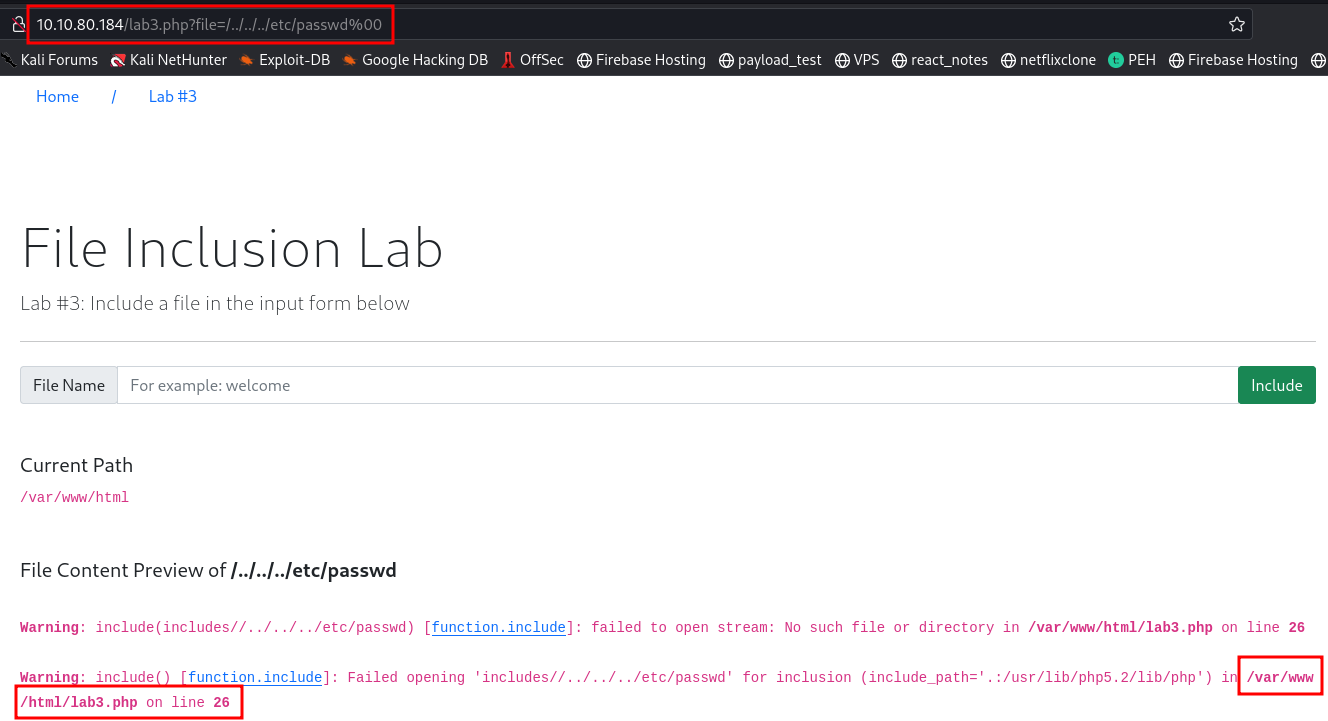 10.10.80.184/lab3.php?file=/../../../etc/passwd%00
Kali Forums Kali NetHunter Exploit-DB Google Hacking DB OffSec Firebase Hosting payload_test VPS react_notes netflixclone PEH Firebase Hosting
Home / Lab #3
File Inclusion Lab
Lab #3: Include a file in the input form below
File Name For example: welcome Include
Current Path
/var/www/html
File Content Preview of /../../../etc/passwd
Warning: include(includes//../../../etc/passwd) [function.include]: failed to open stream: No such file or directory in /var/www/html/lab3.php on line 26
Warning: include() [function.include]: Failed opening 'includes//../../../etc/passwd' for inclusion (include_path='.:/usr/lib/php5.2/lib/php') in /var/www
/html/lab3.php on line 26